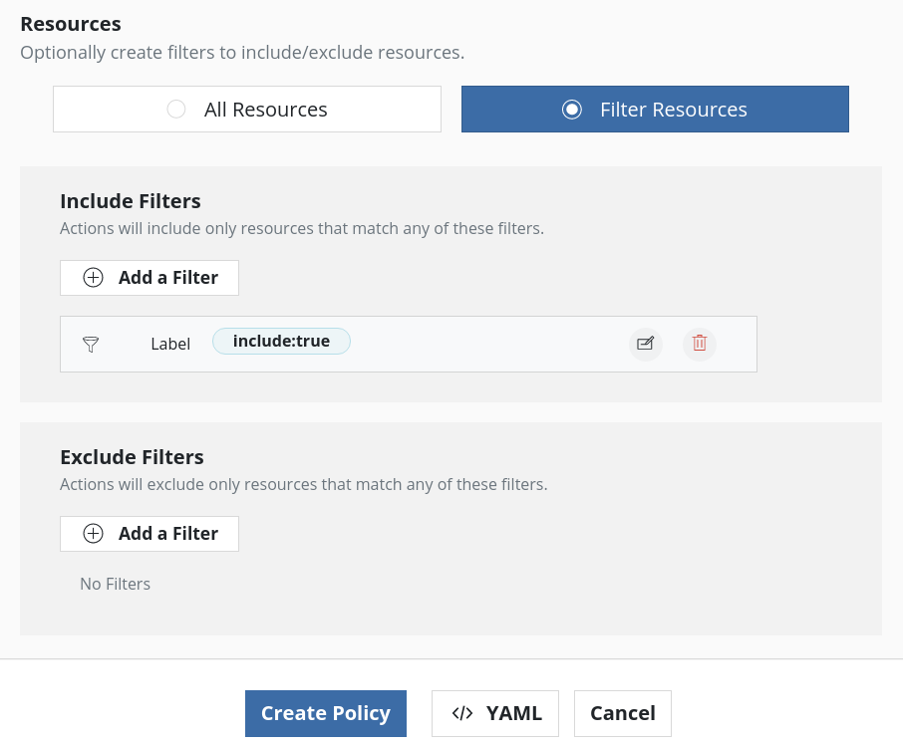 Resources
Optionally create filters to include/exclude resources.
All Resources
Filter Resources
Include Filters
Actions will include only resources that match any of these filters.
Add a Filter
Label include:true
Exclude Filters
Actions will exclude only resources that match any of these filters.
Add a Filter
No Filters
Create Policy
</> YAML
Cancel